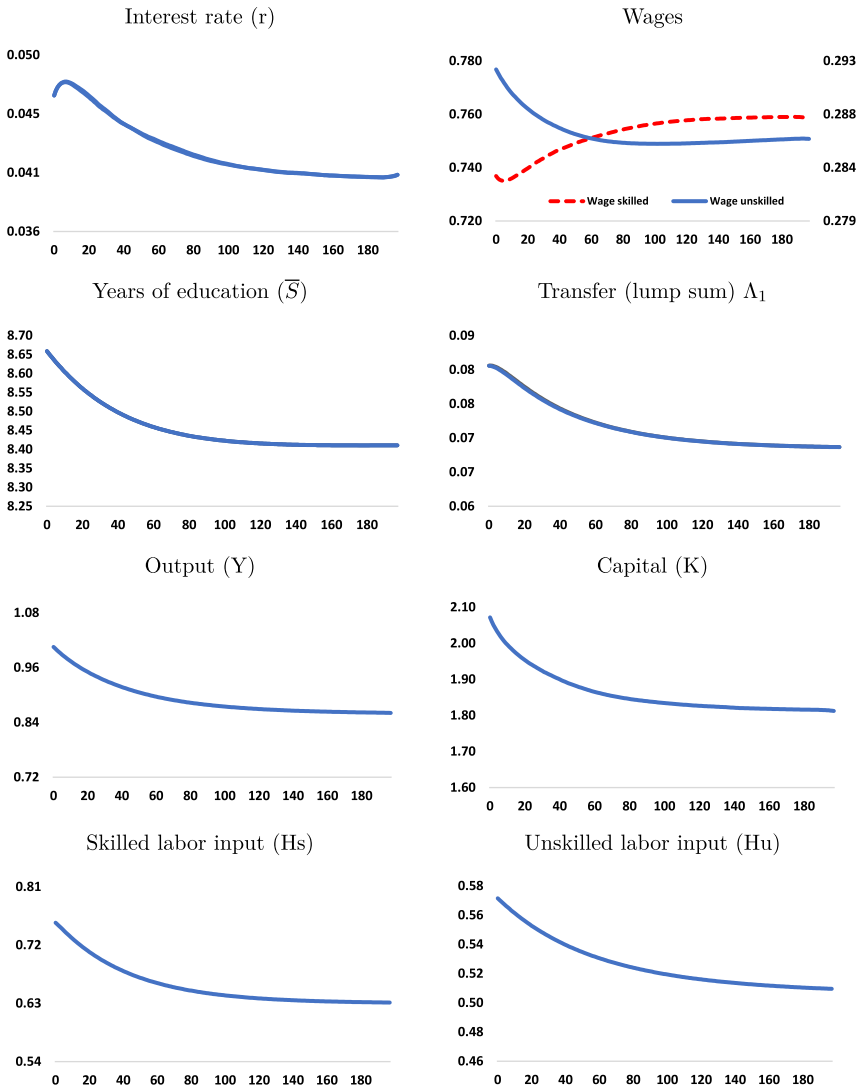 Interest rate (r)
0.050
0.045
0.041
0.036
0 20 40 60 80 100 120 140 160 180
Wages
0.780
0.760
0.740
0.720
0.293
0.288
0.284
0.279
Wage skilled Wage unskilled
0 20 40 60 80 100 120 140 160 180
Years of education (S̅)
8.70
8.65
8.60
8.55
8.50
8.45
8.40
8.35
8.30
8.25
0 20 40 60 80 100 120 140 160 180
Transfer (lump sum) Λ₁
0.09
0.08
0.08
0.07
0.07
0.06
0 20 40 60 80 100 120 140 160 180
Output (Y)
1.08
0.96
0.84
0.72
0 20 40 60 80 100 120 140 160 180
Capital (K)
2.10
2.00
1.90
1.80
1.70
1.60
0 20 40 60 80 100 120 140 160 180
Skilled labor input (Hs)
0.81
0.72
0.63
0.54
0 20 40 60 80 100 120 140 160 180
Unskilled labor input (Hu)
0.58
0.56
0.54
0.52
0.50
0.48
0.46
0 20 40 60 80 100 120 140 160 180